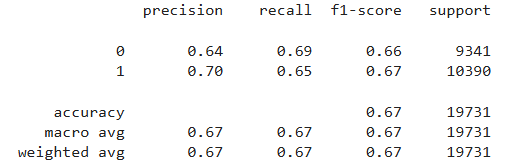 precision recall f1-score support
0 0.64 0.69 0.66 9341
1 0.70 0.65 0.67 10390
accuracy 0.67 19731
macro avg 0.67 0.67 0.67 19731
weighted avg 0.67 0.67 0.67 19731